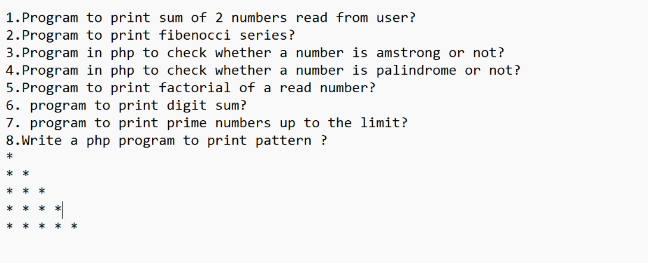 1.Program to print sum of 2 numbers read from user?
2.Program to print fibenocci series?
3.Program in php to check whether a number is amstrong or not?
4.Program in php to check whether a number is palindrome or not?
5.Program to print factorial of a read number?
6. program to print digit sum?
7. program to print prime numbers up to the limit?
8.Write a php program to print pattern ?
*
* *
* * *
* * * *
* * * * *